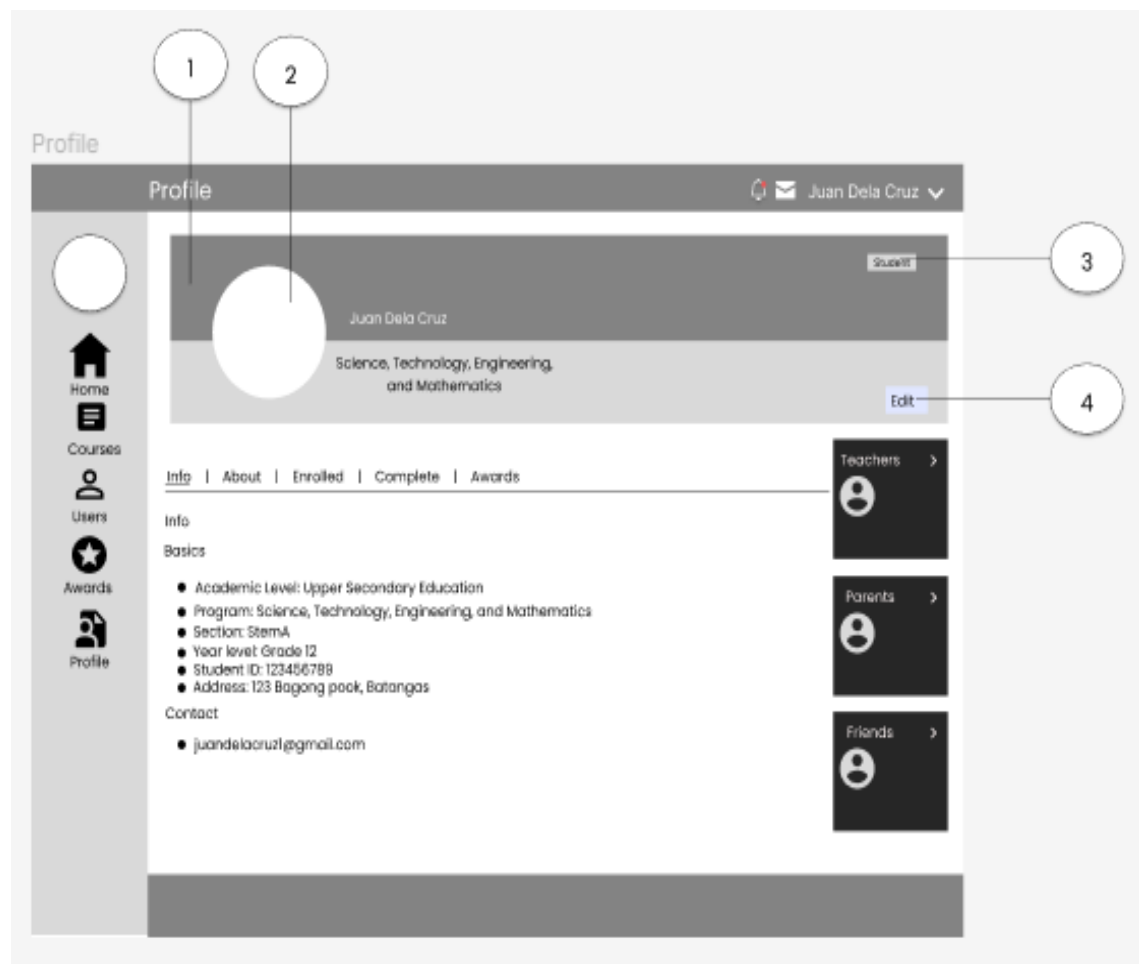 1
2
Profile
Profile
Juan Dela Cruz
Student
3
Juan Dela Cruz
Science, Technology, Engineering,
and Mathematics
Edit
4
Home
Courses
Users
Awards
Profile
Info | About | Enrolled | Complete | Awards
Info
Basics
Academic Level: Upper Secondary Education
Program: Science, Technology, Engineering, and Mathematics
Section: StemA
Year level: Grade 12
Student ID: 123456789
Address: 123 Bagong pook, Batangas
Contact
juandelacruz1@gmail.com
Teachers >
Parents >
Friends >